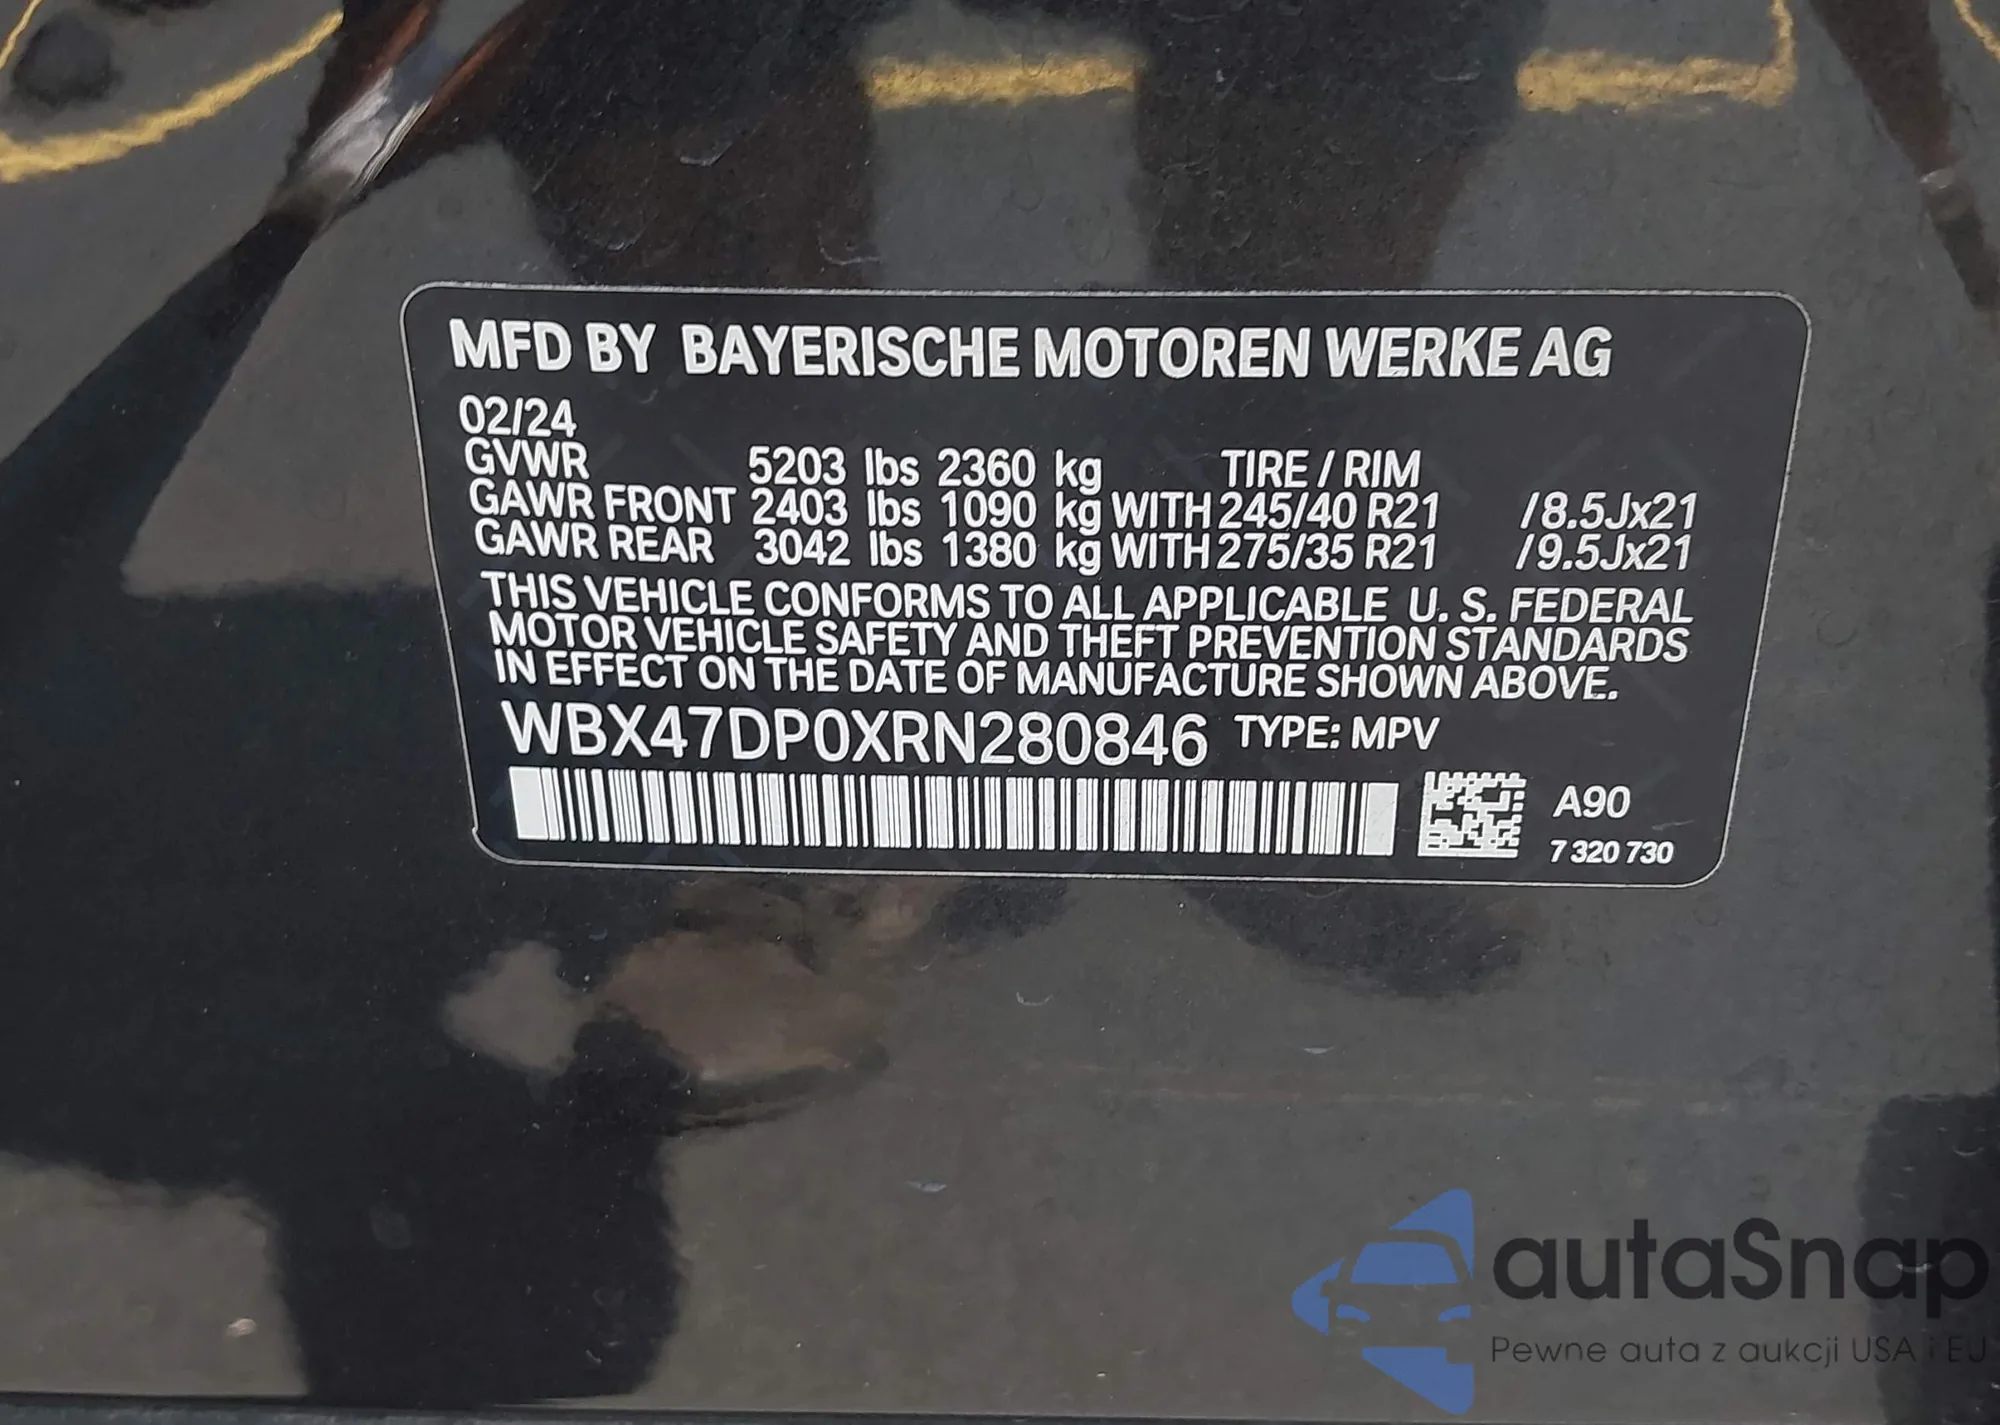 MFD BY BAYERISCHE MOTOREN WERKE AG
02/24
GVWR 5203 lbs 2360 kg TIRE / RIM
GAWR FRONT 2403 lbs 1090 kg WITH 245/40 R21 /8.5Jx21
GAWR REAR 3042 lbs 1380 kg WITH 275/35 R21 /9.5Jx21
THIS VEHICLE CONFORMS TO ALL APPLICABLE U. S. FEDERAL
MOTOR VEHICLE SAFETY AND THEFT PREVENTION STANDARDS
IN EFFECT ON THE DATE OF MANUFACTURE SHOWN ABOVE.
WBX47DP0XRN280846 TYPE: MPV
A90
7 320 730
autaSnap
Pewne auta z aukcji USA i EU